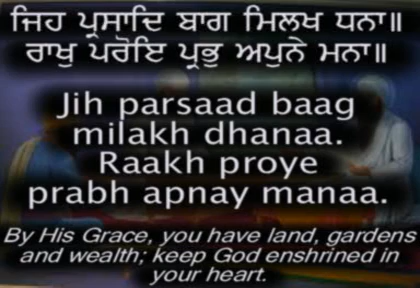 ਜਿਹ ਪ੍ਰਸਾਦਿ ਬਾਗ ਮਿਲਖ ਧਨਾ॥
ਰਾਖੁ ਪਰੋਇ ਪ੍ਰਭੁ ਅਪੁਨੇ ਮਨਾ॥
Jih parsaad baag
milakh dhanaa.
Raakh proye
prabh apnay manaa.
By His Grace, you have land, gardens
and wealth; keep God enshrined in
your heart.